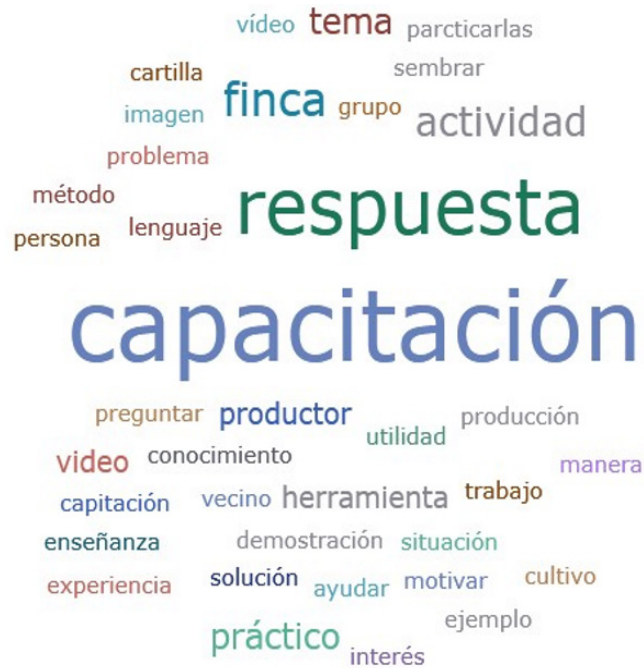 vídeo tema parcticarlas
cartilla sembrar
imagen finca grupo actividad
problema
método respuesta
persona lenguaje
capacitación
preguntar productor producción
utilidad
video conocimiento manera
capitación vecino herramienta trabajo
enseñanza demostración situación
experiencia solución ayudar motivar cultivo
práctico ejemplo
interés